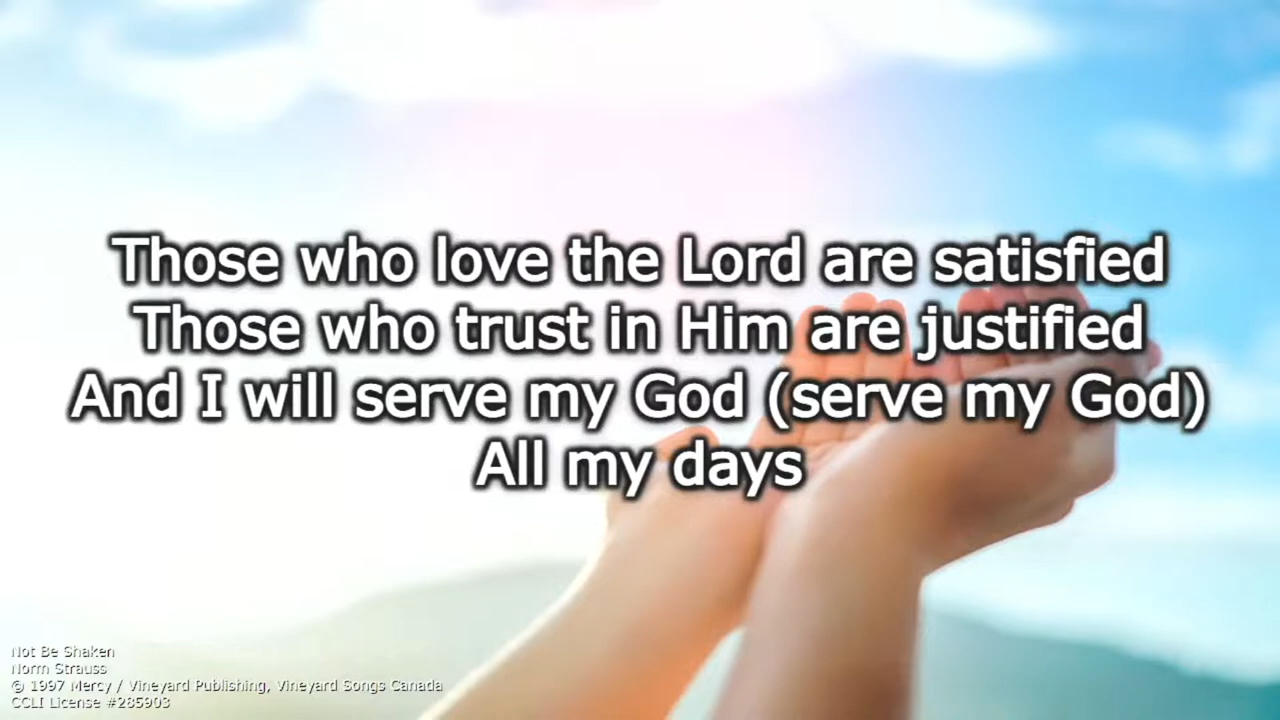 Those who love the Lord are satisfied
Those who trust in Him are justified
And I will serve my God (serve my God)
All my days
Not Be Shaken
Norm Strauss
© 1997 Mercy / Vineyard Publishing, Vineyard Songs Canada
CCLI License #285903